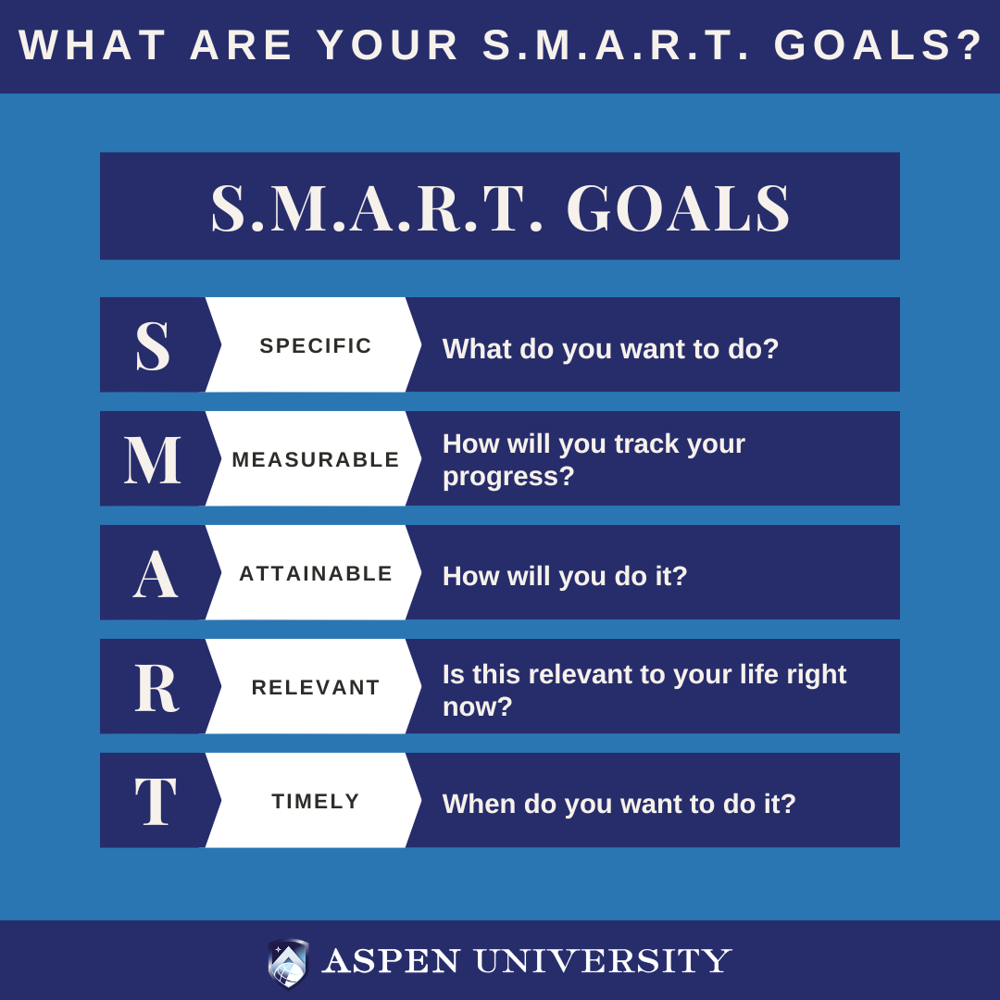 WHAT ARE YOUR S.M.A.R.T. GOALS?
S.M.A.R.T. GOALS
S
SPECIFIC
What do you want to do?
M
MEASURABLE
How will you track your
progress?
A
ATTAINABLE
How will you do it?
R
RELEVANT
Is this relevant to your life right
now?
T
TIMELY
When do you want to do it?
ASPEN UNIVERSITY